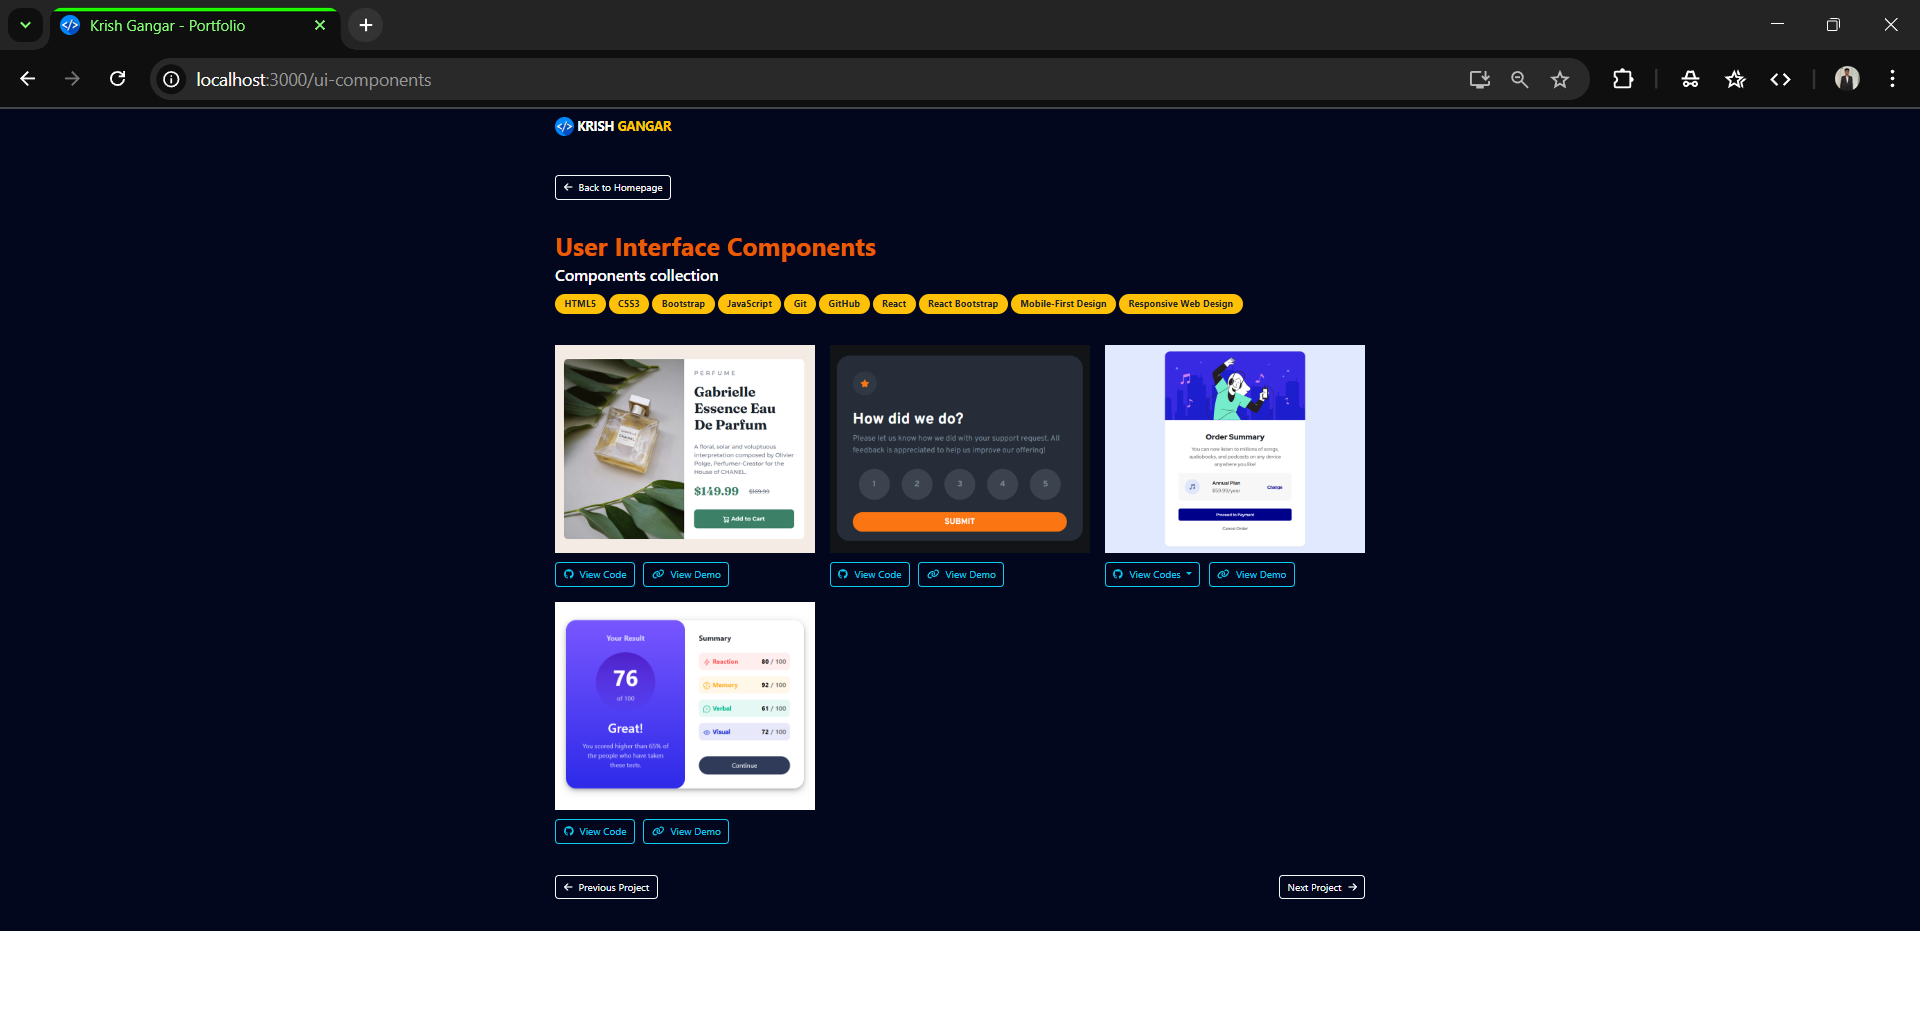 Krish Gangar - Portfolio
localhost:3000/ui-components
KRISH GANGAR
Back to Homepage
User Interface Components
Components collection
HTML5 CSS3 Bootstrap JavaScript Git GitHub React React Bootstrap Mobile-First Design Responsive Web Design
PERFUME
Gabrielle
Essence Eau
De Parfum
A floral, solar and voluptuous
interpretation composed by Olivier
Polge, Perfumer-Creator for the
House of CHANEL.
$149.99 $169.99
Add to Cart
View Code View Demo
How did we do?
Please let us know how we did with your support request. All
feedback is appreciated to help us improve our offering!
1 2 3 4 5
SUBMIT
View Code View Demo
Order Summary
You can now listen to millions of songs,
audiobooks, and podcasts on any device
anywhere you like!
Annual Plan
$59.99/year
Change
Proceed to Payment
Cancel Order
View Codes View Demo
Your Result
76
of 100
Great!
You scored higher than 65% of
the people who have taken
these tests.
Summary
Reaction 80 / 100
Memory 92 / 100
Verbal 61 / 100
Visual 72 / 100
Continue
View Code View Demo
Previous Project
Next Project